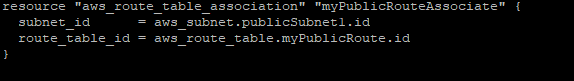 resource "aws_route_table_association" "myPublicRouteAssociate" {
  subnet_id      = aws_subnet.publicSubnet1.id
  route_table_id = aws_route_table.myPublicRoute.id
}